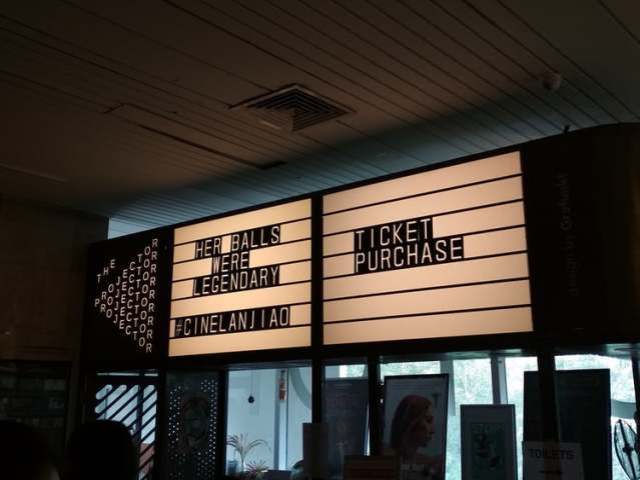 THE PROJECTOR
HER BALLS
WERE
LEGENDARY
#CINELANJIAO
TICKET
PURCHASE
TOILETS